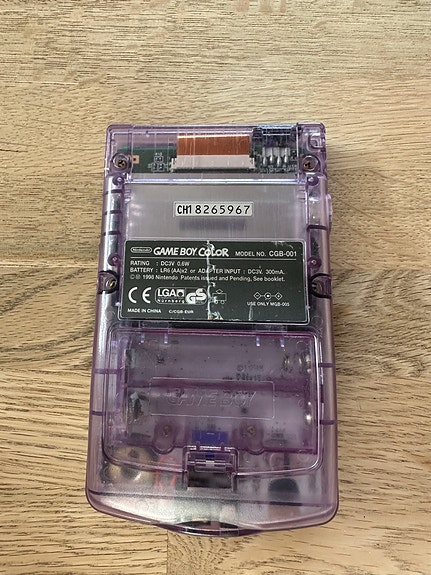 CH18265967
Nintendo GAME BOY COLOR MODEL NO. CGB-001
RATING : DC3V 0.6W
BATTERY : LR6 (AA)x2 or ADAPTER INPUT : DC3V. 300mA.
©® 1998 Nintendo Patents issued and Pending, See booklet.
CE LGA Nürnberg GS
USE ONLY MGB-005
MADE IN CHINA C/CGB-EUR
GAME BOY